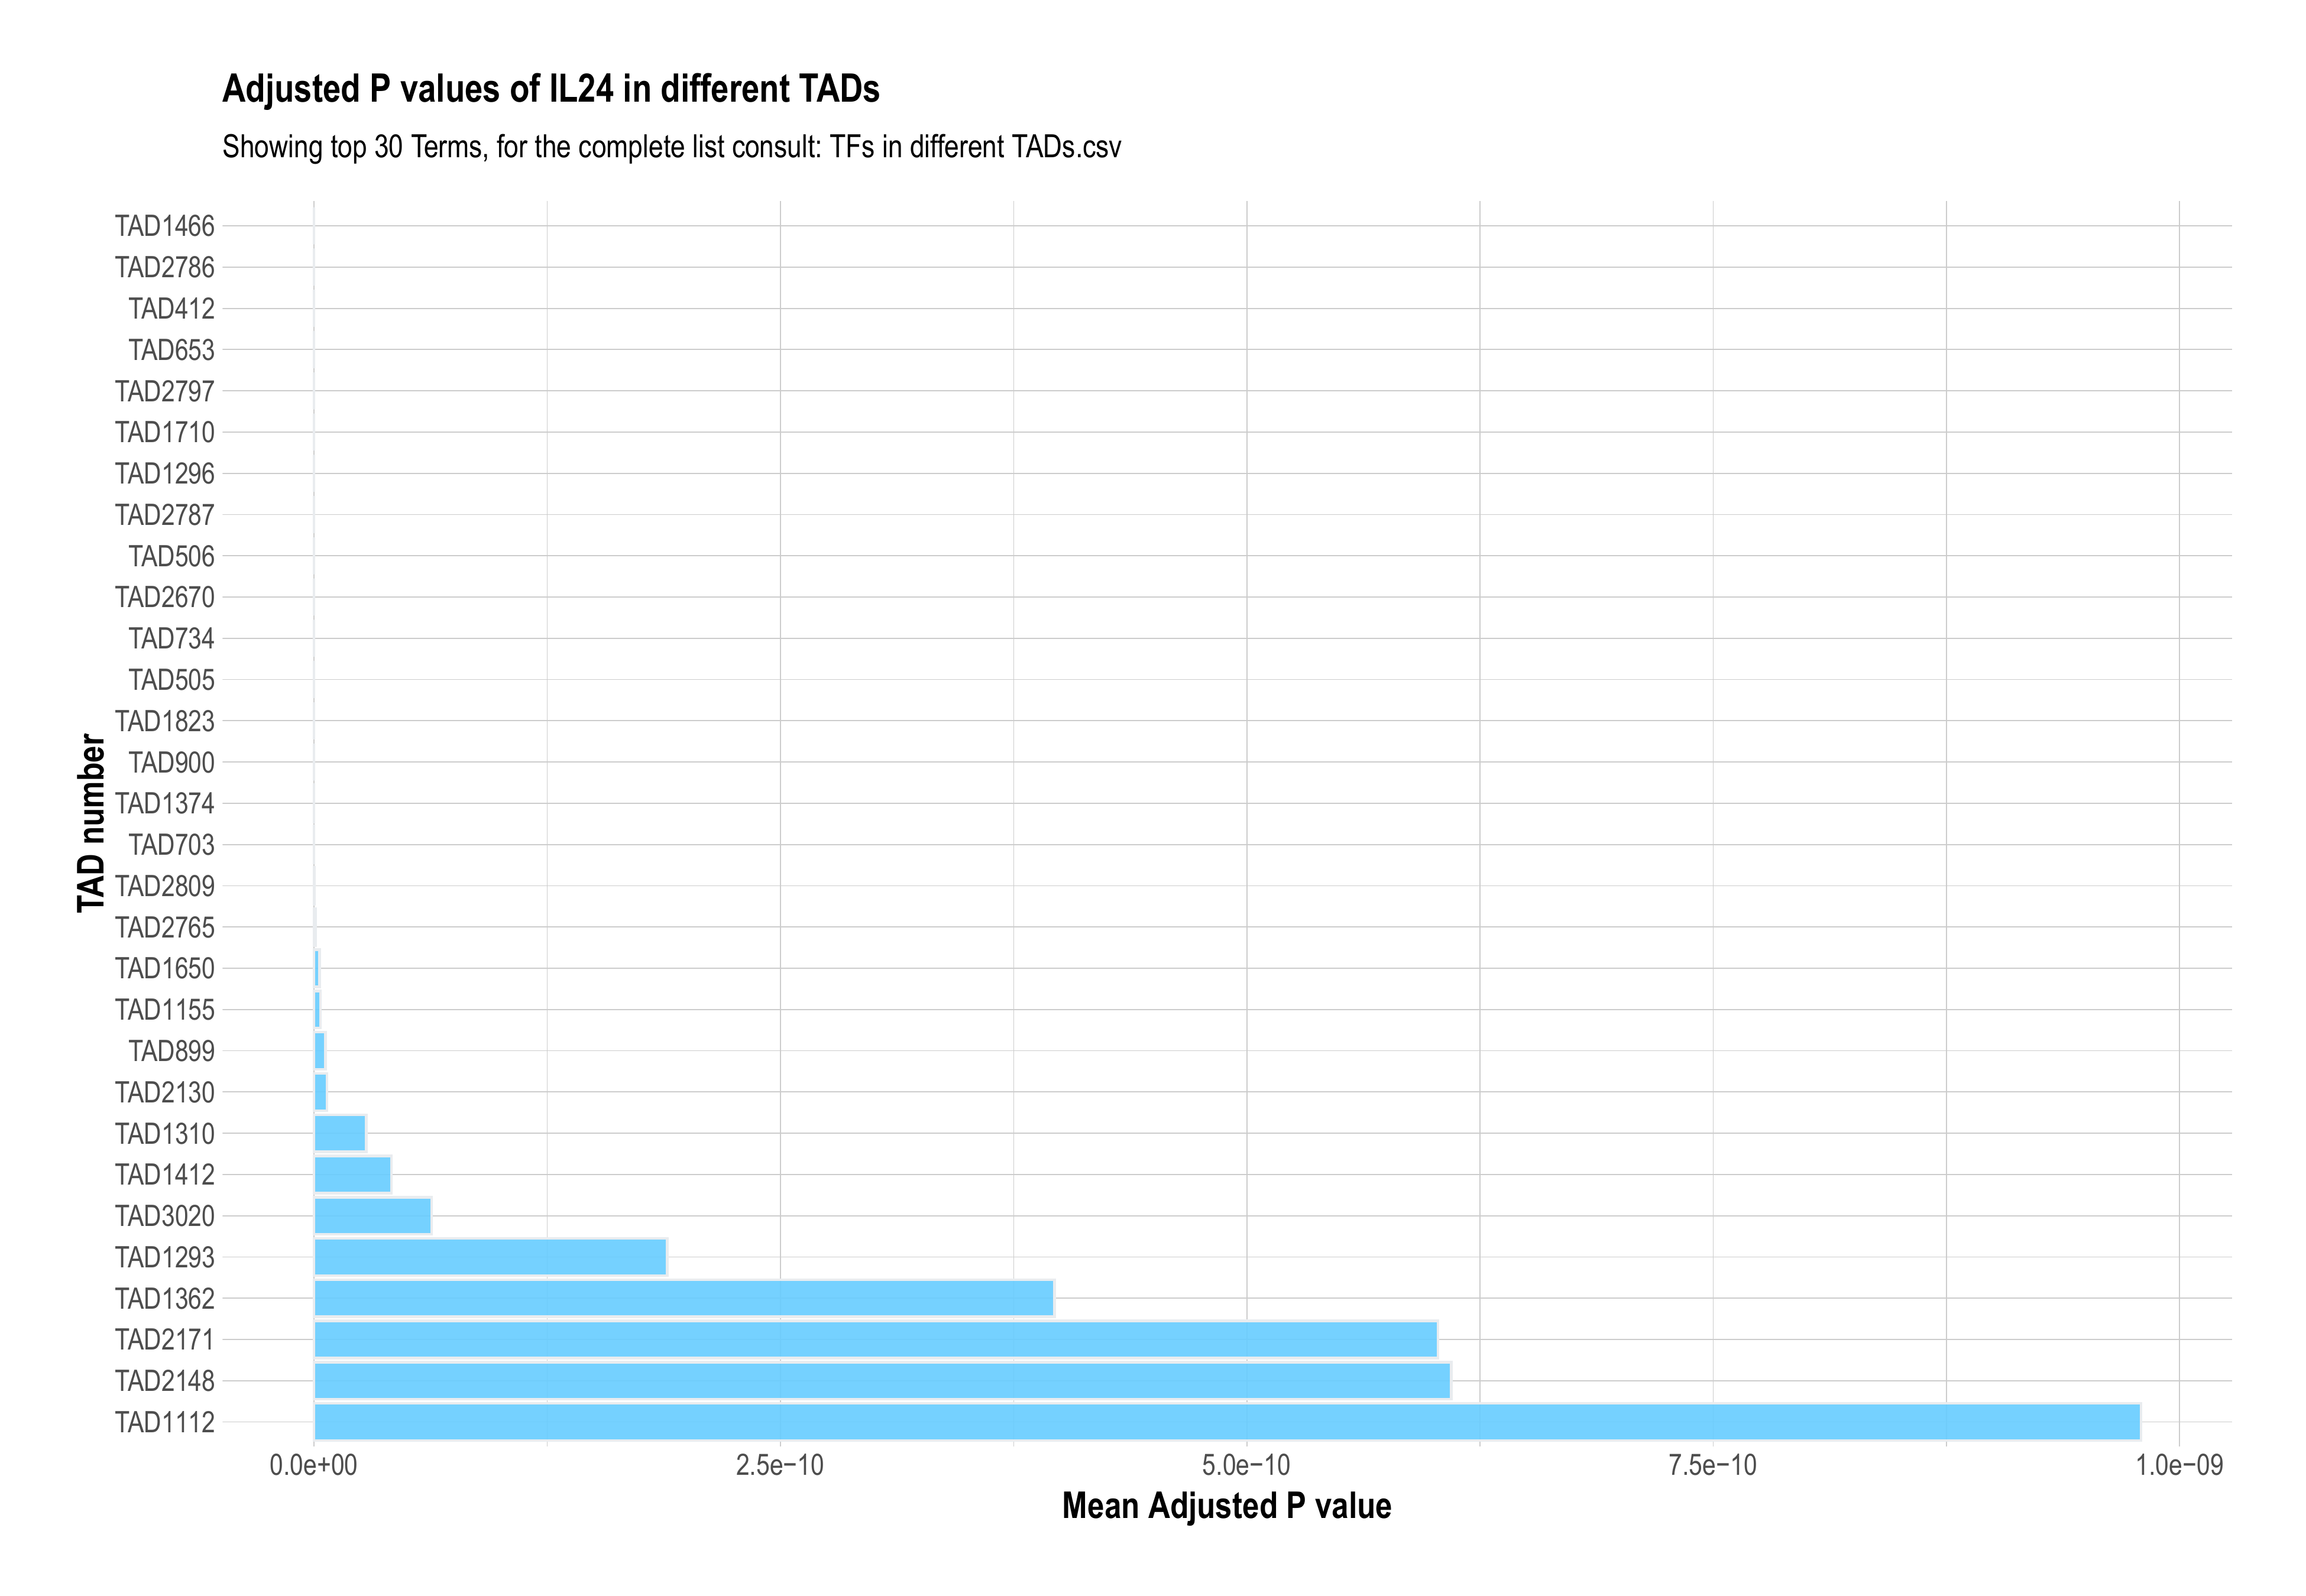 Adjusted P values of IL24 in different TADs
Showing top 30 Terms, for the complete list consult: TFs in different TADs.csv
TAD number
TAD1466
TAD2786
TAD412
TAD653
TAD2797
TAD1710
TAD1296
TAD2787
TAD506
TAD2670
TAD734
TAD505
TAD1823
TAD900
TAD1374
TAD703
TAD2809
TAD2765
TAD1650
TAD1155
TAD899
TAD2130
TAD1310
TAD1412
TAD3020
TAD1293
TAD1362
TAD2171
TAD2148
TAD1112
0.0e+00 2.5e−10 5.0e−10 7.5e−10 1.0e−09
Mean Adjusted P value